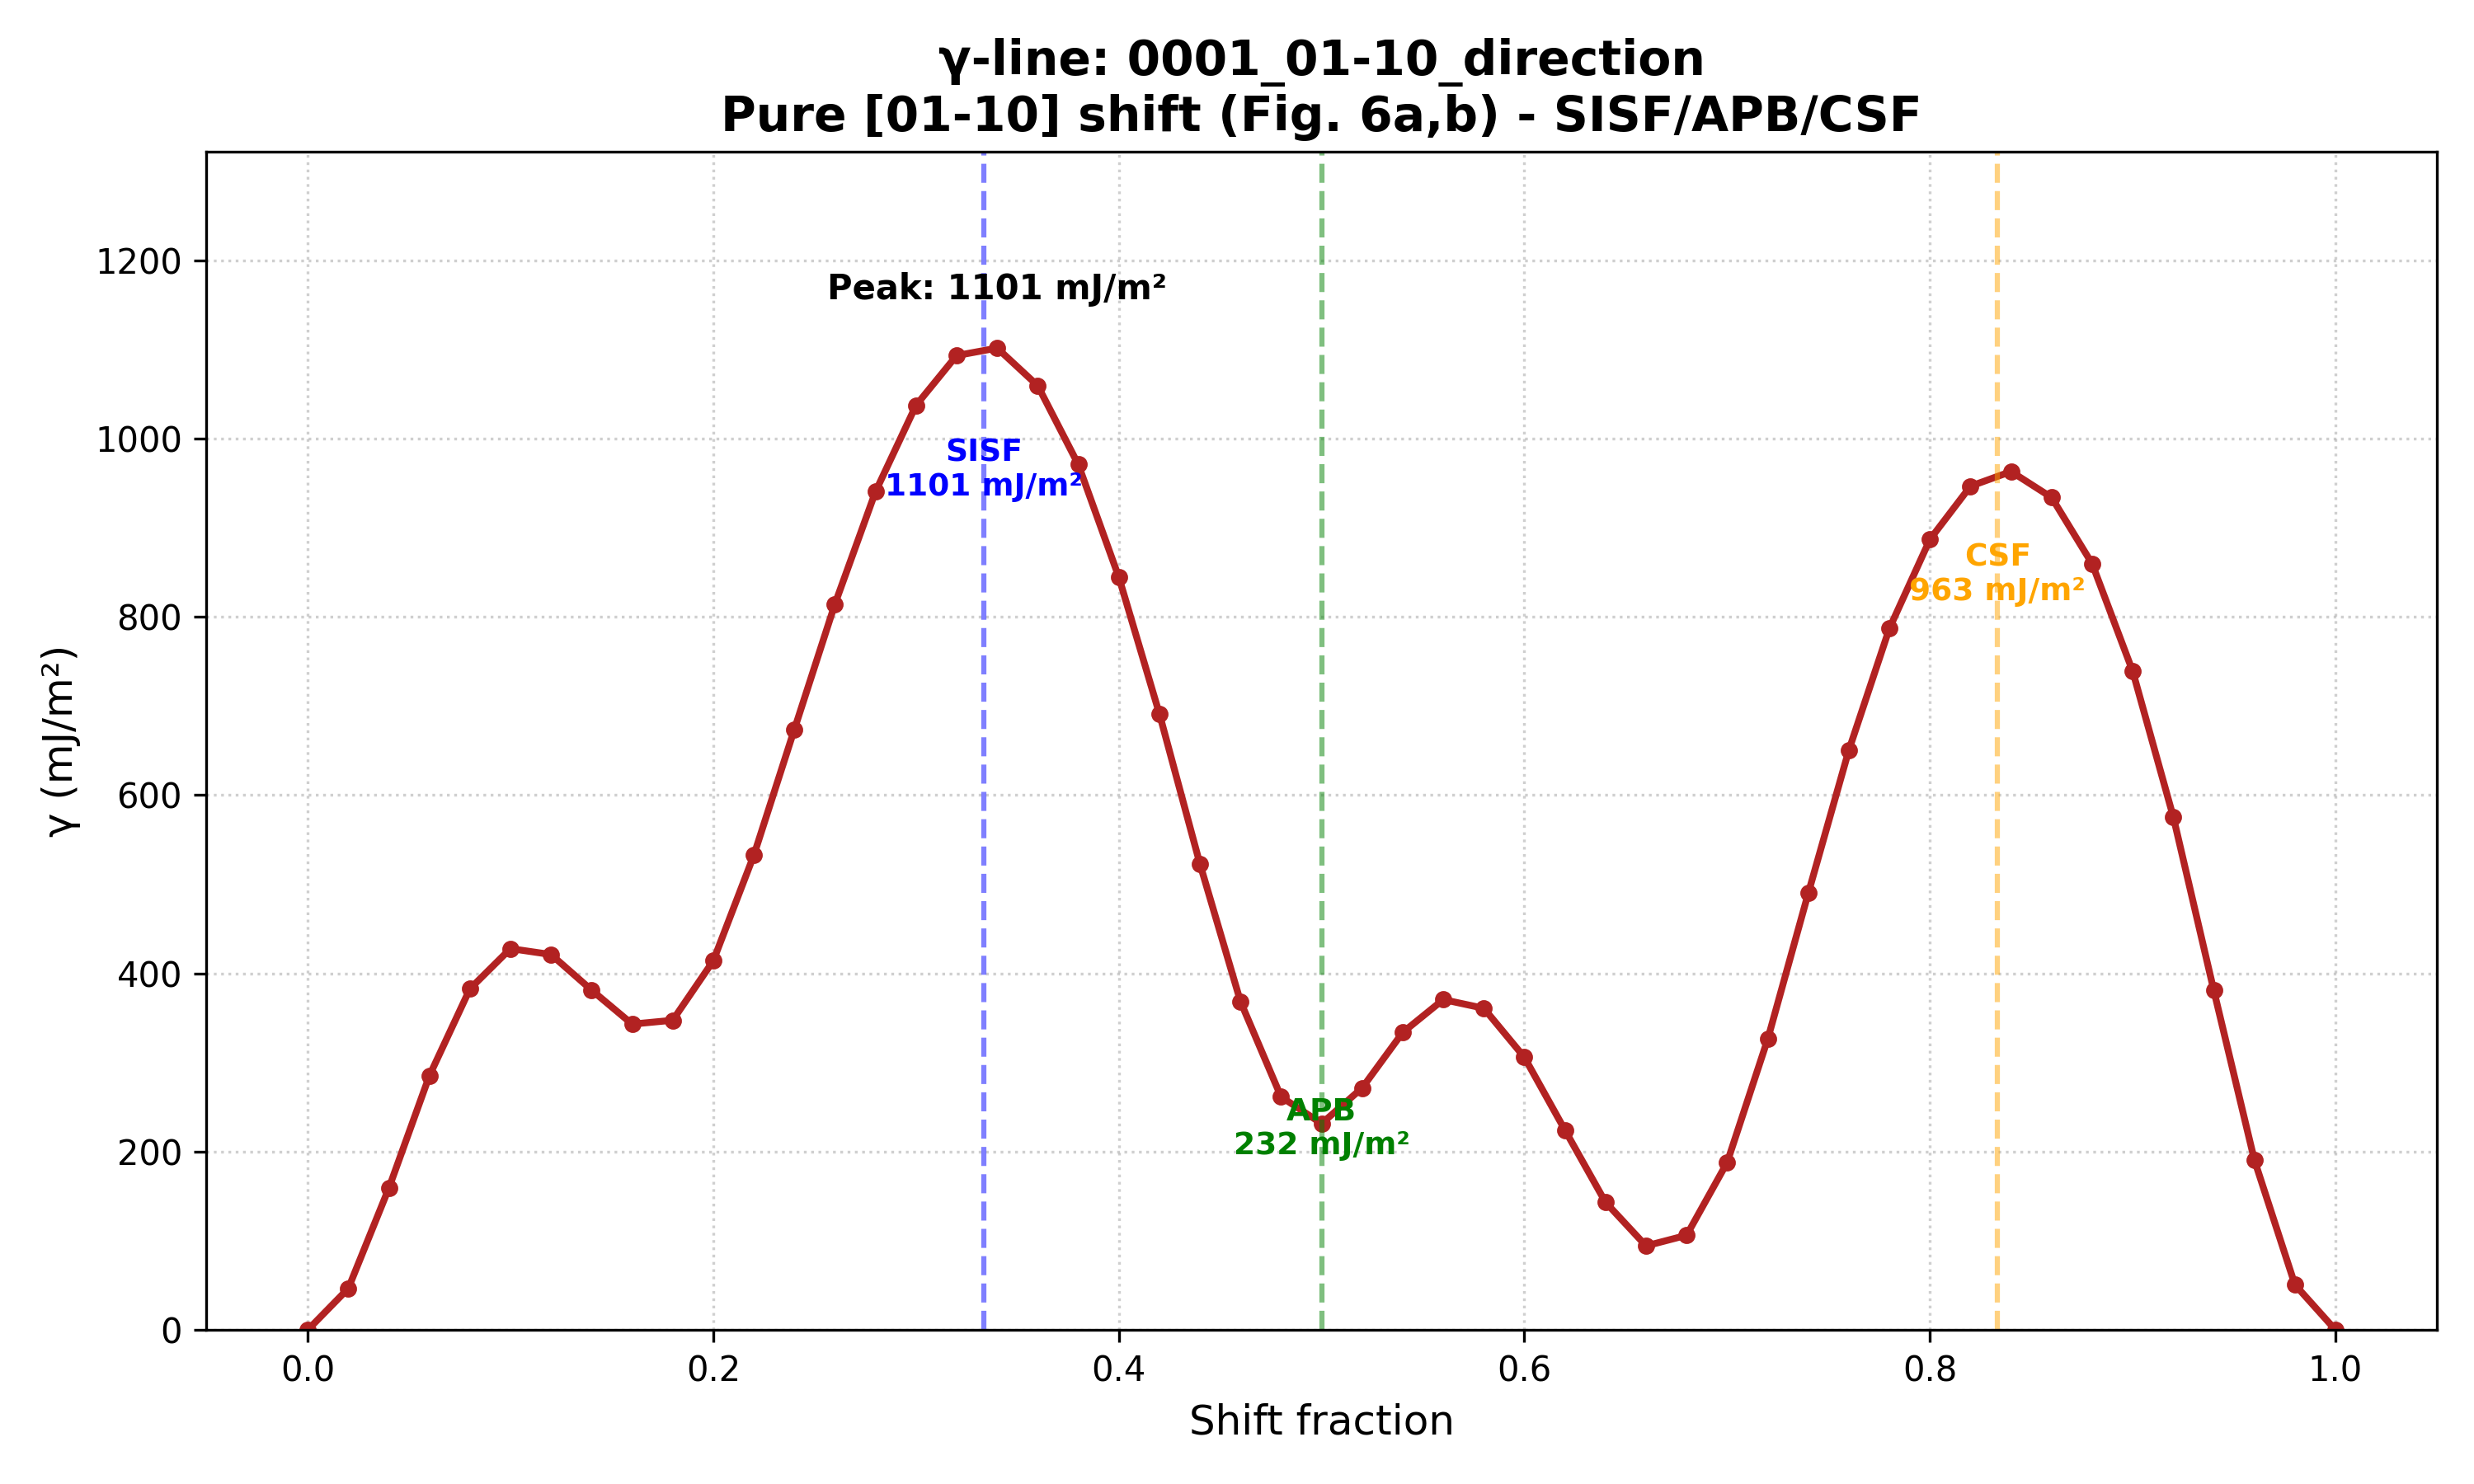 γ-line: 0001_01-10_direction
Pure [01-10] shift (Fig. 6a,b) - SISF/APB/CSF
1200
1000
800
600
400
200
0
γ (mJ/m²)
Peak: 1101 mJ/m²
SISF
1101 mJ/m²
CSF
963 mJ/m²
APB
232 mJ/m²
0.0 0.2 0.4 0.6 0.8 1.0
Shift fraction